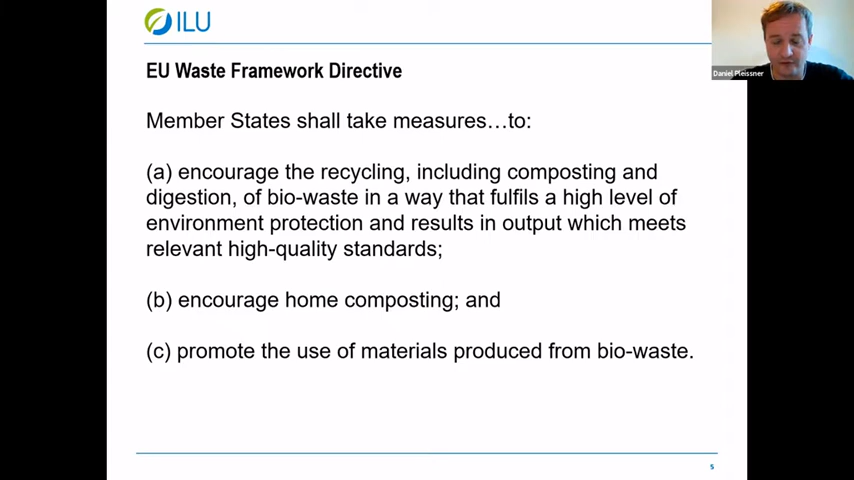 ILU
Daniel Pleissner
EU Waste Framework Directive
Member States shall take measures…to:
(a) encourage the recycling, including composting and
digestion, of bio-waste in a way that fulfils a high level of
environment protection and results in output which meets
relevant high-quality standards;
(b) encourage home composting; and
(c) promote the use of materials produced from bio-waste.
5